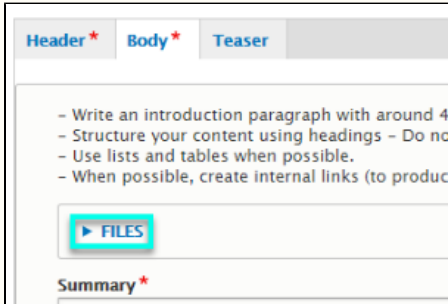 Header * Body * Teaser
– Write an introduction paragraph with around 4
– Structure your content using headings – Do no
– Use lists and tables when possible.
– When possible, create internal links (to produc
FILES
Summary *